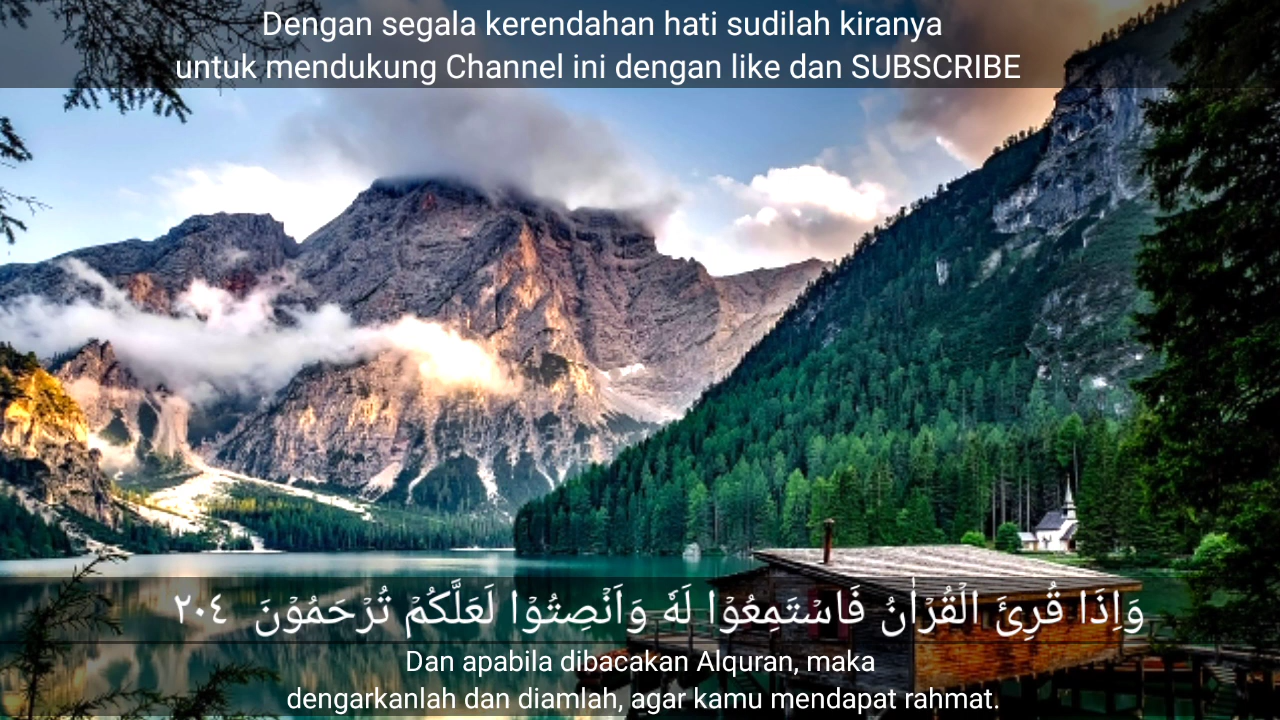 Dengan segala kerendahan hati sudilah kiranya
untuk mendukung Channel ini dengan like dan SUBSCRIBE
وَاِذَا قُرِئَ الْقُرْاٰنُ فَاسْتَمِعُوْا لَهٗ وَاَنْصِتُوْا لَعَلَّكُمْ تُرْحَمُوْنَ ٢٠٤
Dan apabila dibacakan Alquran, maka
dengarkanlah dan diamlah, agar kamu mendapat rahmat.